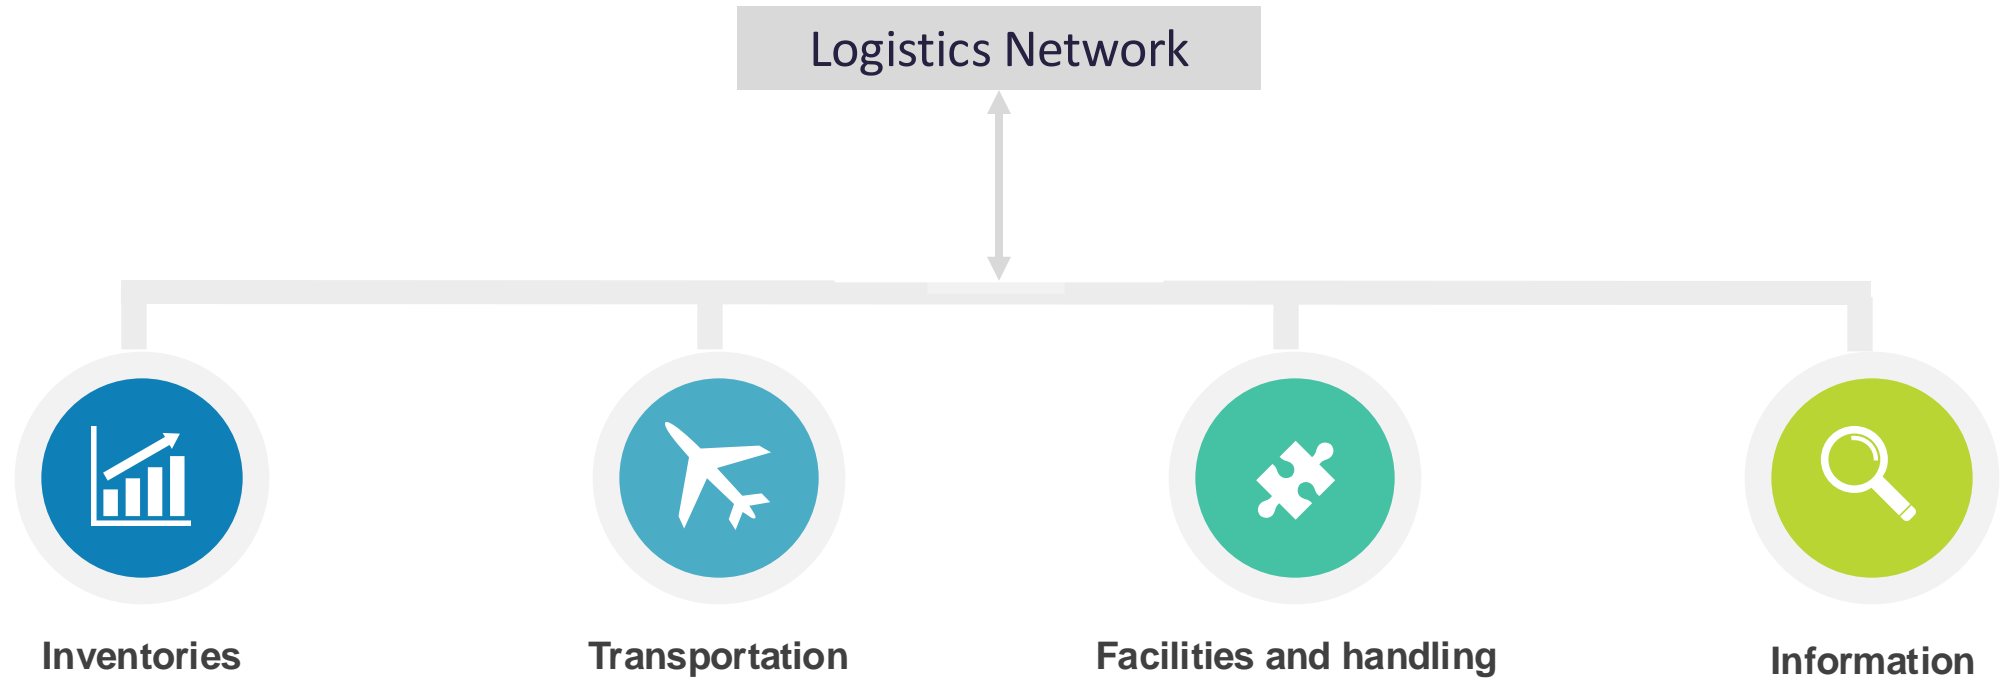 Logistics Network
Inventories
Transportation
Facilities and handling
Information